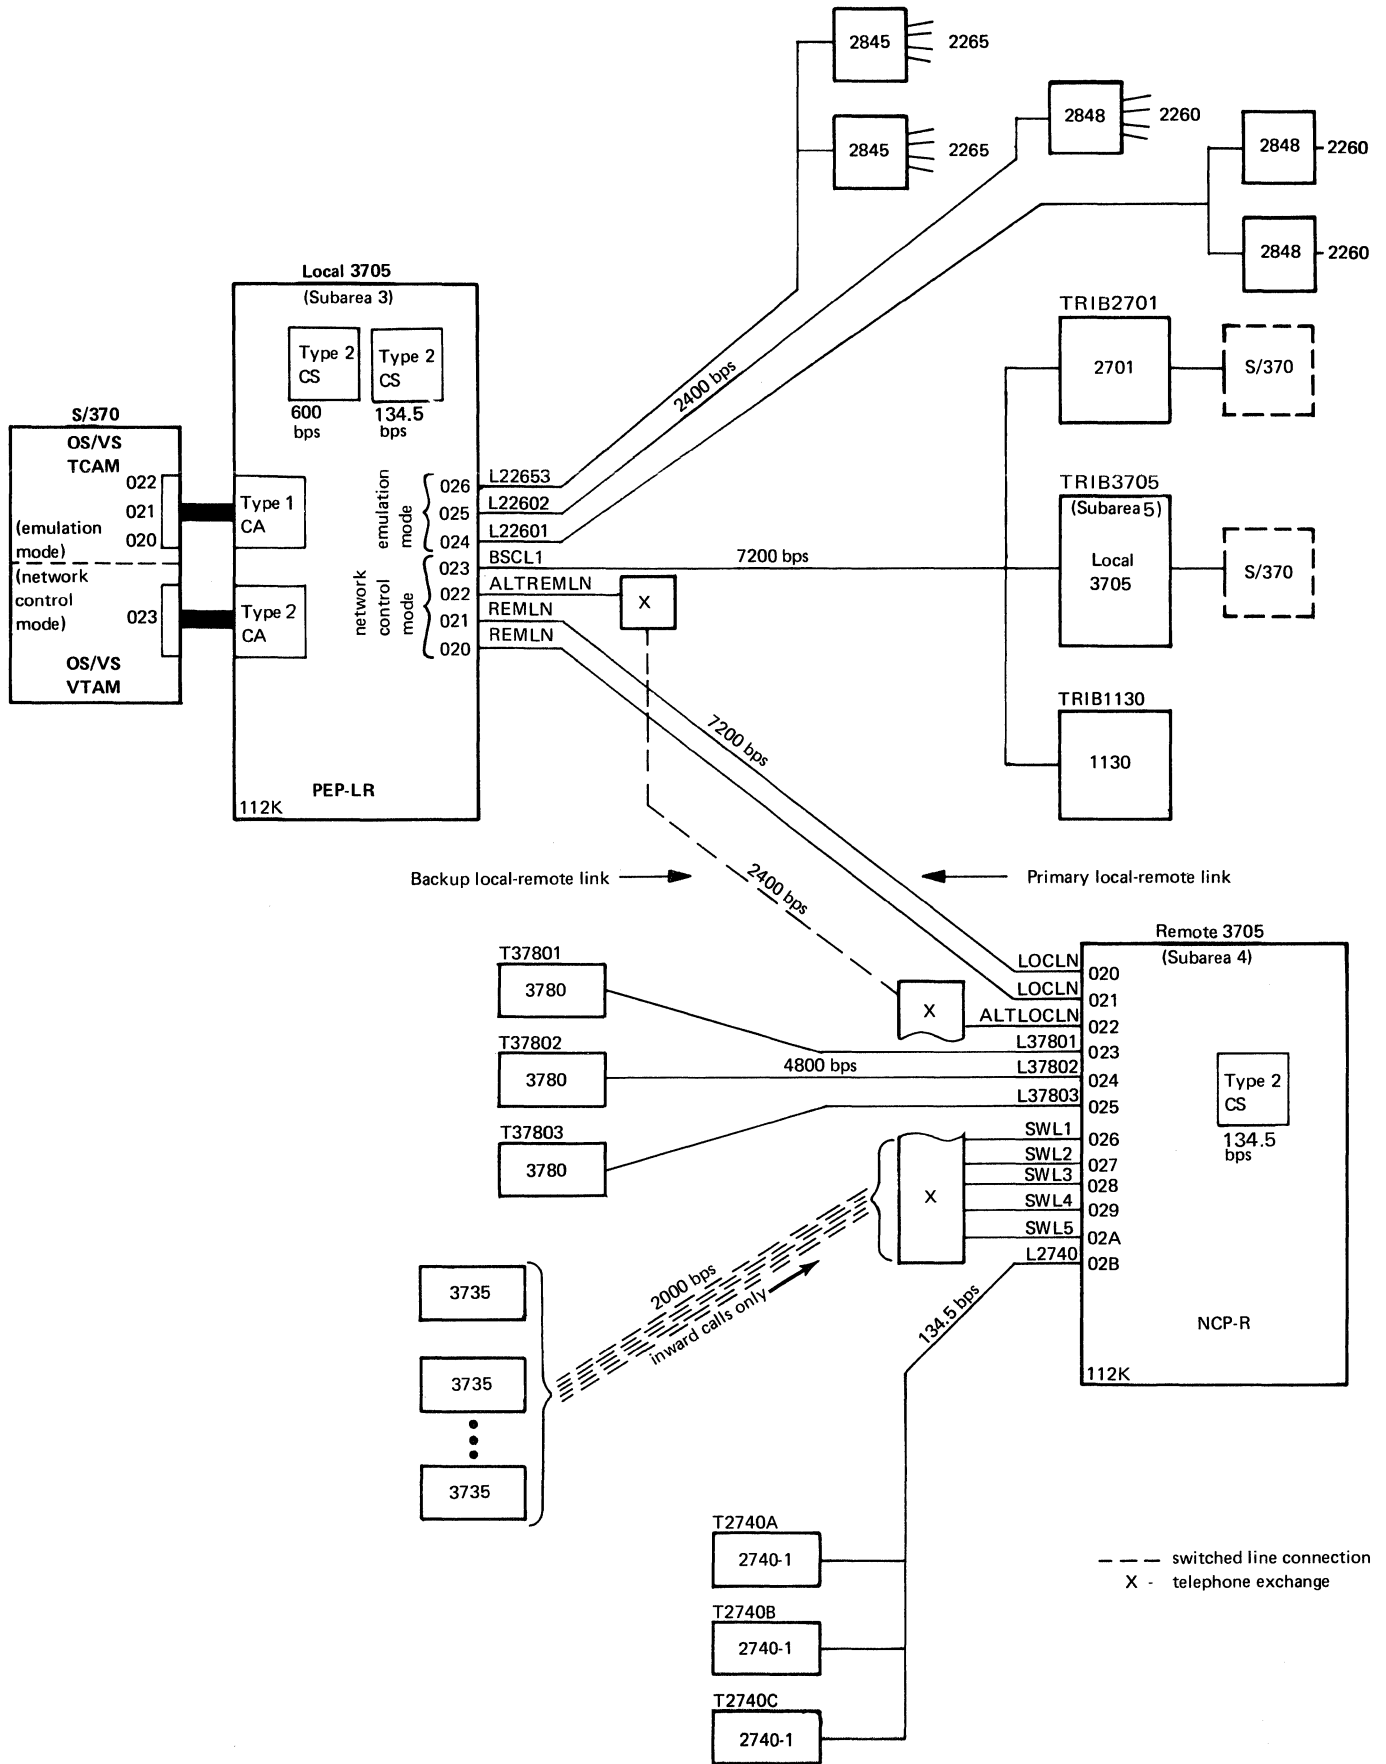 2845
2265
2845
2265
2848
2260
2848
2260
2848
2260
Local 3705
(Subarea 3)
Type 2
CS
600
bps
Type 2
CS
134.5
bps
S/370
OS/VS
TCAM
022
021
020
(emulation
mode)
(network
control
mode)
023
OS/VS
VTAM
Type 1
CA
Type 2
CA
emulation
mode
network
control
mode
026
025
024
023
022
021
020
L22653
L22602
L22601
BSCL1
ALTREMLN
REMLN
REMLN
PEP-LR
112K
2400 bps
7200 bps
X
TRIB2701
2701
S/370
TRIB3705
(Subarea 5)
Local
3705
S/370
TRIB1130
1130
7200 bps
Backup local-remote link
2400 bps
Primary local-remote link
Remote 3705
(Subarea 4)
LOCLN
LOCLN
ALTLOCLN
L37801
L37802
L37803
SWL1
SWL2
SWL3
SWL4
SWL5
L2740
020
021
022
023
024
025
026
027
028
029
02A
02B
Type 2
CS
134.5
bps
NCP-R
112K
X
T37801
3780
T37802
3780
4800 bps
T37803
3780
X
2000 bps
inward calls only
3735
3735
3735
134.5 bps
T2740A
2740-1
T2740B
2740-1
T2740C
2740-1
switched line connection
X - telephone exchange